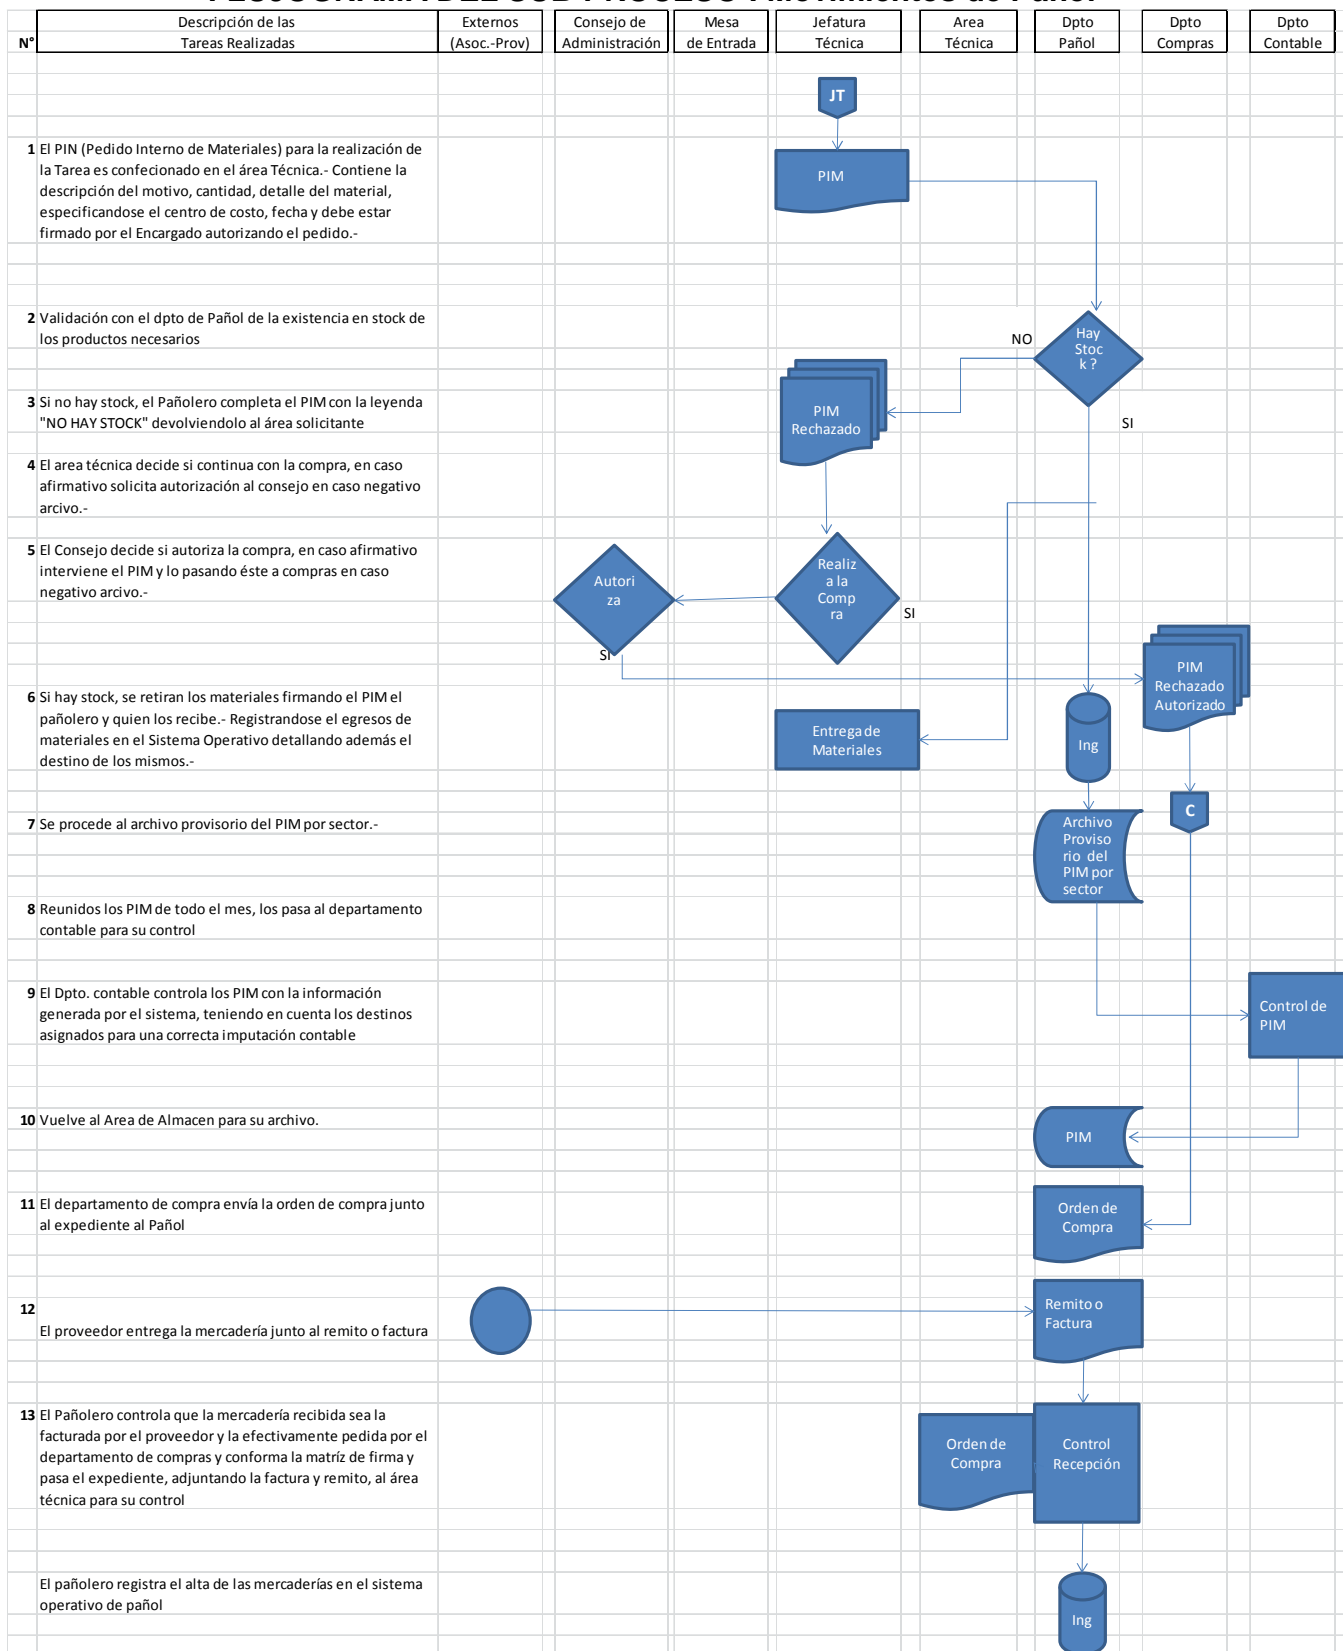 FLUJOGRAMA DEL SUB PROCESO : Movimientos de Pañol
N°
Descripción de las
Tareas Realizadas
Externos
(Asoc.-Prov)
Consejo de
Administración
Mesa
de Entrada
Jefatura
Técnica
Area
Técnica
Dpto
Pañol
Dpto
Compras
Dpto
Contable
JT
1 El PIN (Pedido Interno de Materiales) para la realización de
la Tarea es confecionado en el área Técnica.- Contiene la
descripción del motivo, cantidad, detalle del material,
especificandose el centro de costo, fecha y debe estar
firmado por el Encargado autorizando el pedido.-
PIM
2 Validación con el dpto de Pañol de la existencia en stock de
los productos necesarios
Hay
Stoc
k ?
NO
SI
3 Si no hay stock, el Pañolero completa el PIM con la leyenda
"NO HAY STOCK" devolviendolo al área solicitante
PIM
Rechazado
4 El area técnica decide si continua con la compra, en caso
afirmativo solicita autorización al consejo en caso negativo
arcivo.-
5 El Consejo decide si autoriza la compra, en caso afirmativo
interviene el PIM y lo pasando éste a compras en caso
negativo arcivo.-
Autori
za
SI
Realiz
a la
Comp
ra
SI
PIM
Rechazado
Autorizado
6 Si hay stock, se retiran los materiales firmando el PIM el
pañolero y quien los recibe.- Registrandose el egresos de
materiales en el Sistema Operativo detallando además el
destino de los mismos.-
Entrega de
Materiales
Ing
C
7 Se procede al archivo provisorio del PIM por sector.-
Archivo
Proviso
rio del
PIM por
sector
8 Reunidos los PIM de todo el mes, los pasa al departamento
contable para su control
9 El Dpto. contable controla los PIM con la información
generada por el sistema, teniendo en cuenta los destinos
asignados para una correcta imputación contable
Control de
PIM
10 Vuelve al Area de Almacen para su archivo.
PIM
11 El departamento de compra envía la orden de compra junto
al expediente al Pañol
Orden de
Compra
12
El proveedor entrega la mercadería junto al remito o factura
Remito o
Factura
13 El Pañolero controla que la mercadería recibida sea la
facturada por el proveedor y la efectivamente pedida por el
departamento de compras y conforma la matríz de firma y
pasa el expediente, adjuntando la factura y remito, al área
técnica para su control
Orden de
Compra
Control
Recepción
El pañolero registra el alta de las mercaderías en el sistema
operativo de pañol
Ing